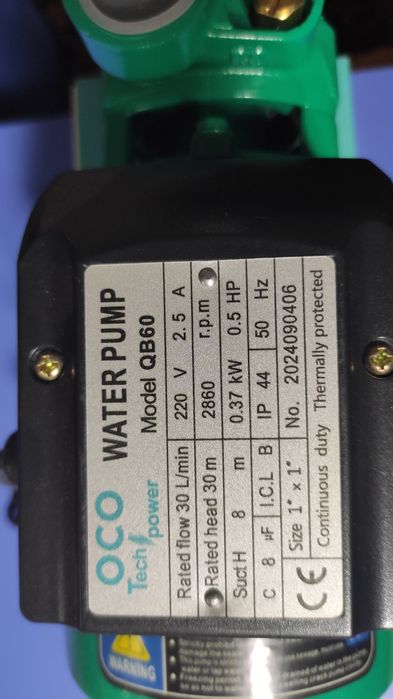 OCO
Tech power
WATER PUMP
Model QB60
Rated flow 30 L/min 220 V 2.5 A
Rated head 30 m 2860 r.p.m
Suct H 8 m 0.37 kW 0.5 HP
C 8 μF I.C.L B IP 44 50 Hz
CE Size 1" x 1" No. 2024090406
Continuous duty Thermally protected
WARNING